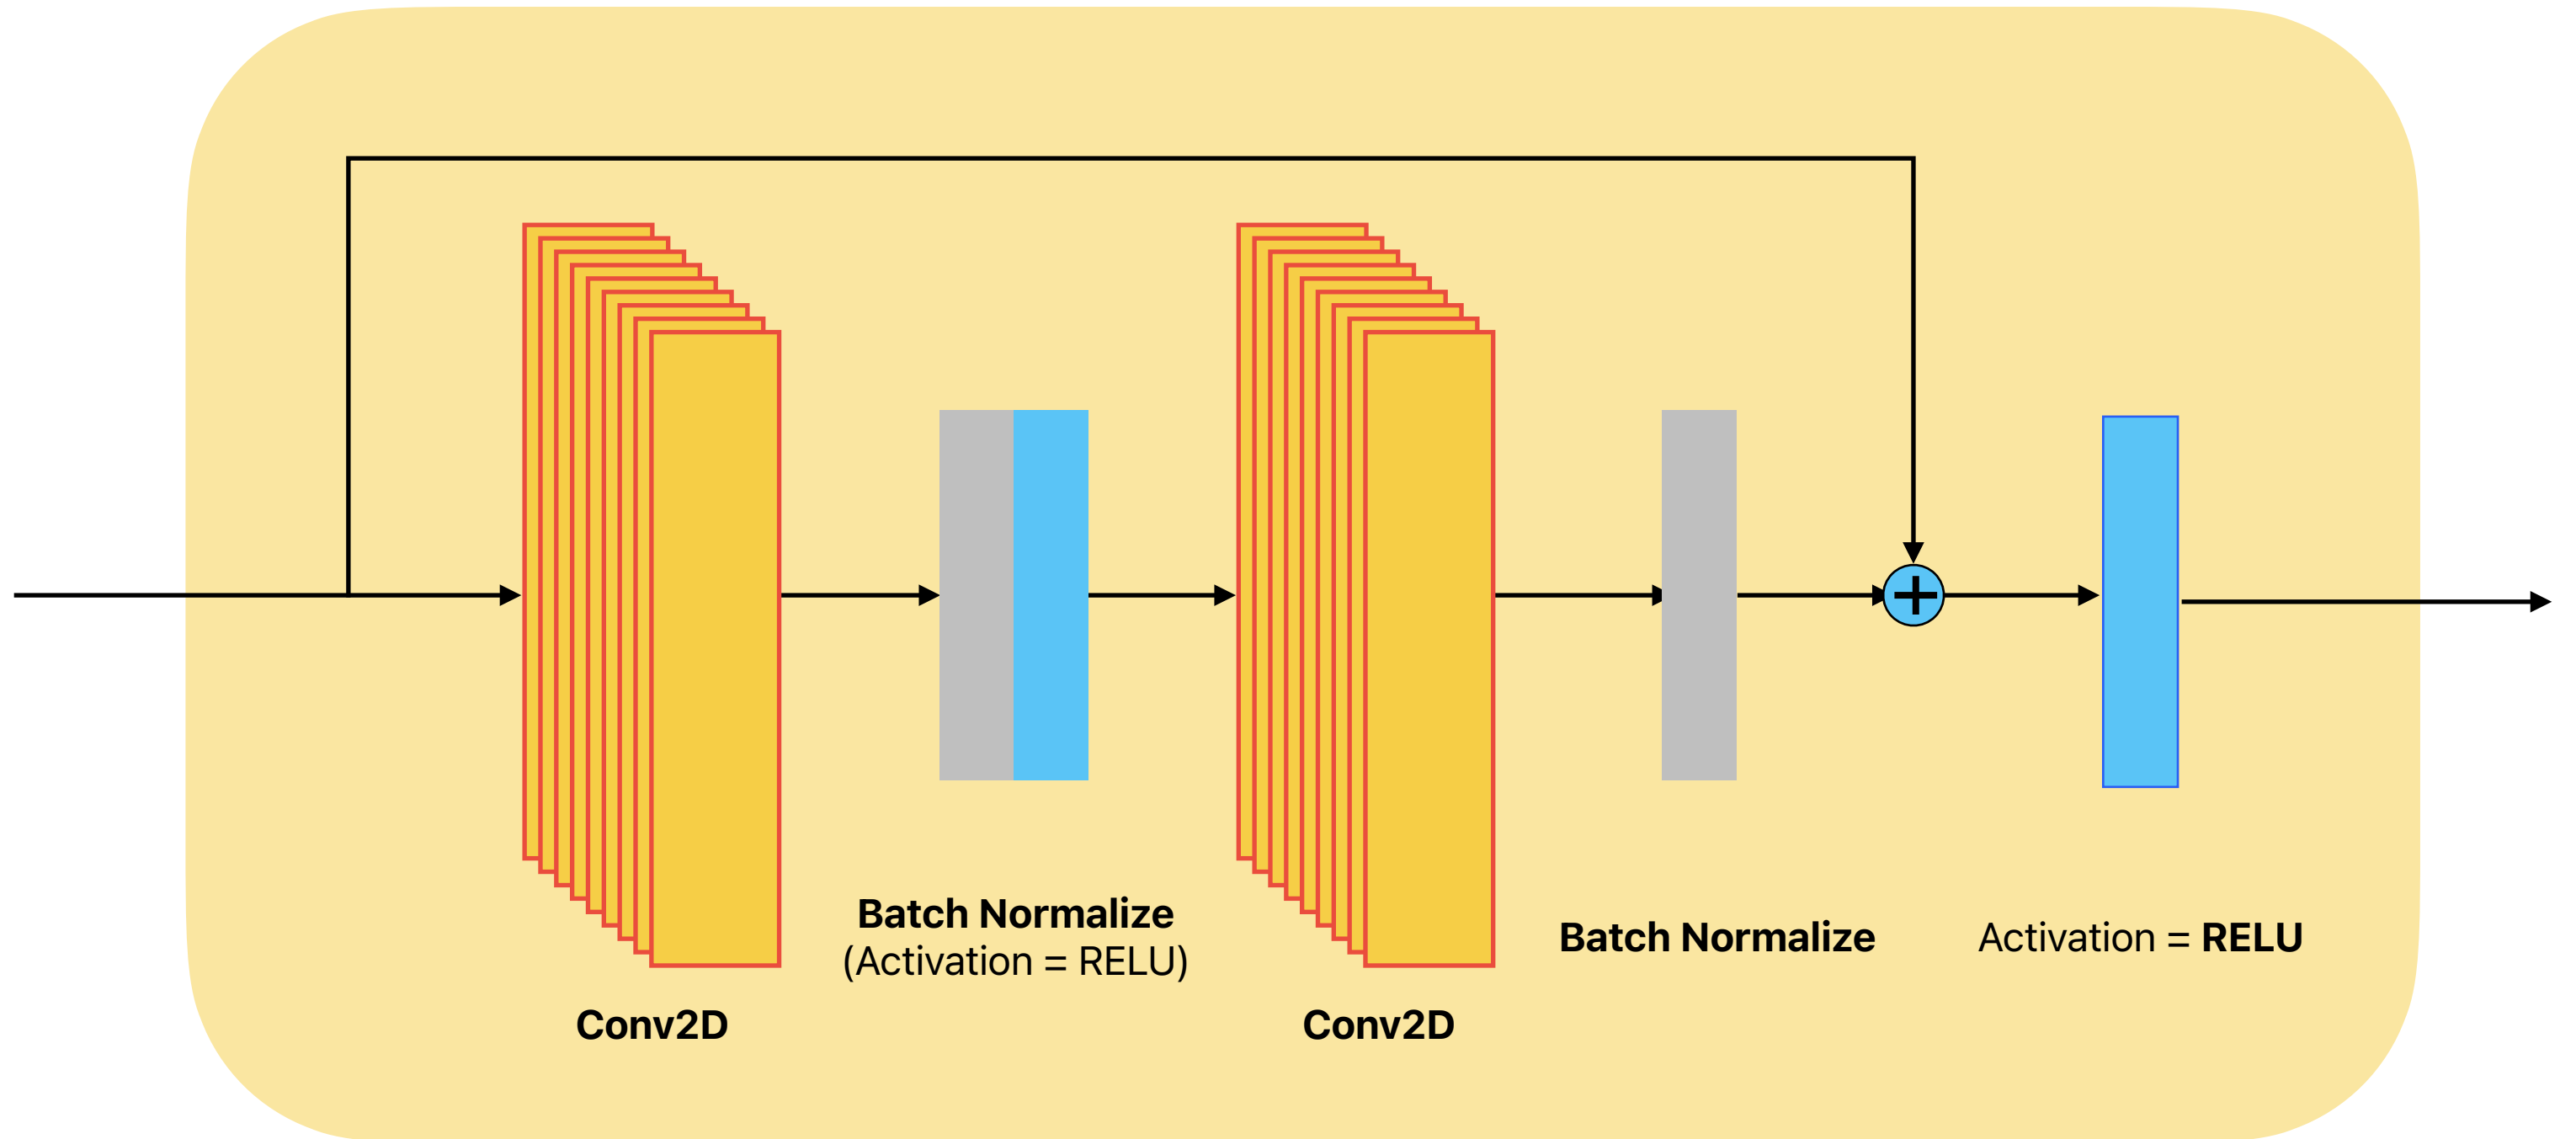 Batch Normalize
(Activation = RELU)
Conv2D
Conv2D
Batch Normalize
Activation = RELU